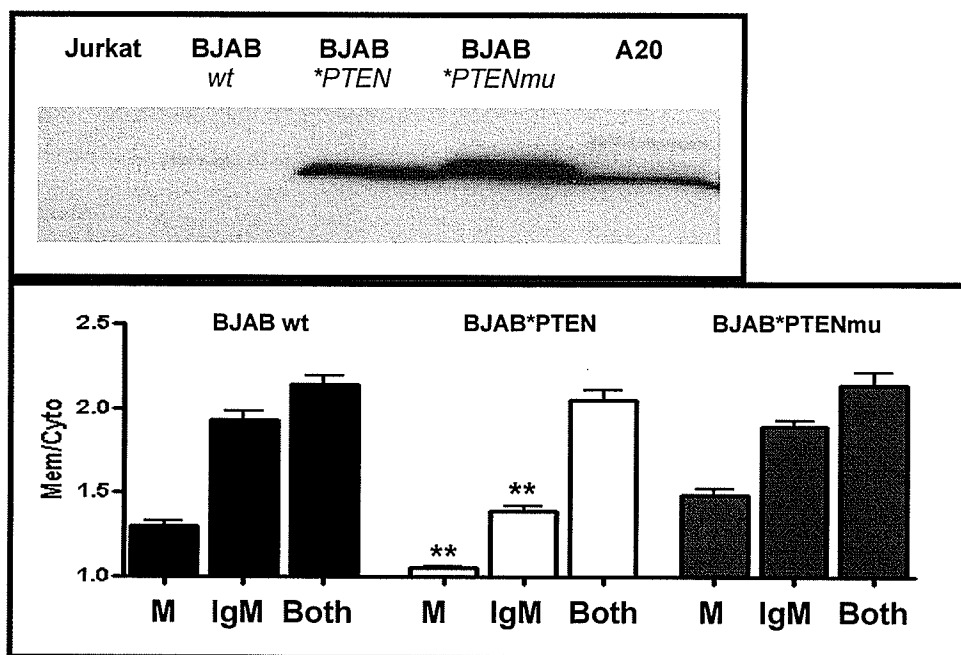 Jurkat BJAB BJAB BJAB A20
wt *PTEN *PTENmu
2.5 BJAB wt BJAB*PTEN BJAB*PTENmu
2.0
Mem/Cyto
1.5
**
**
1.0
M IgM Both M IgM Both M IgM Both